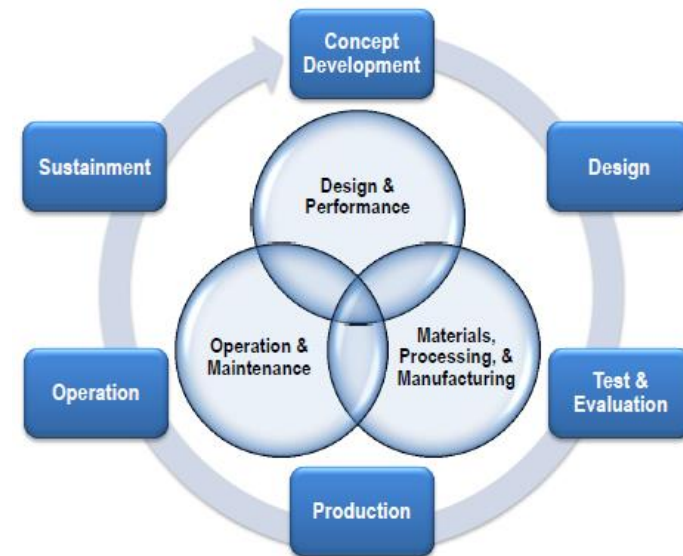 Concept
Development
Sustainment
Design
Design &
Performance
Operation &
Maintenance
Materials,
Processing, &
Manufacturing
Operation
Test &
Evaluation
Production